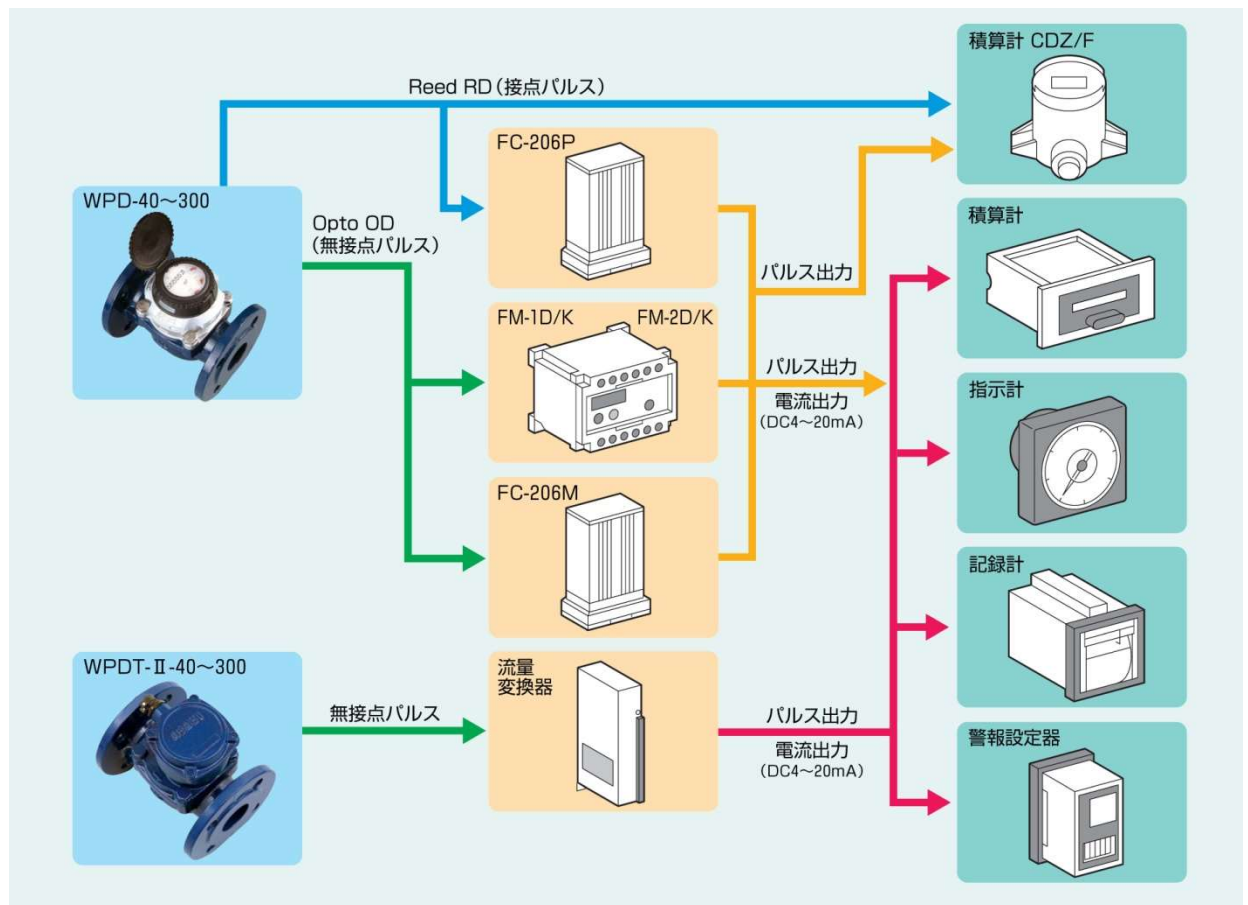 Reed RD(接点パルス)
WPD-40～300
Opto OD
(無接点パルス)
WPDT-Ⅱ-40～300
無接点パルス
FC-206P
FM-1D/K FM-2D/K
FC-206M
流量
変換器
パルス出力
パルス出力
電流出力
(DC4～20mA)
パルス出力
電流出力
(DC4～20mA)
積算計 CDZ/F
積算計
指示計
記録計
警報設定器